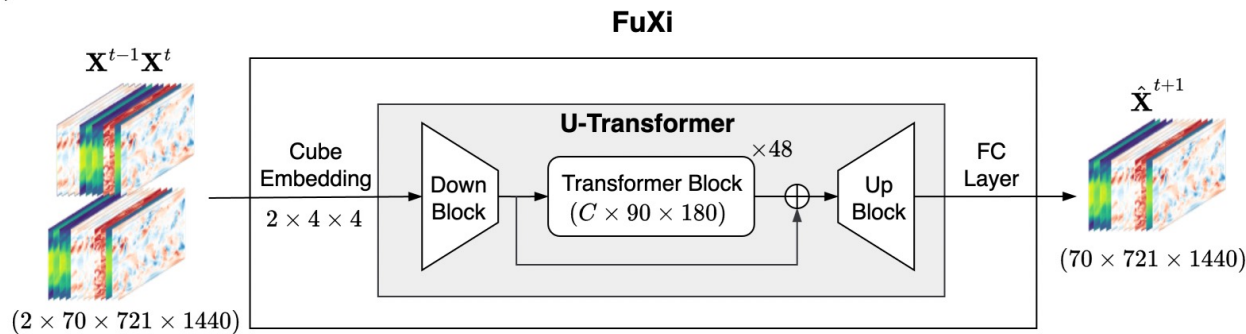 FuXi
X^{t-1}X^t
(2 × 70 × 721 × 1440)
Cube
Embedding
2 × 4 × 4
U-Transformer
Down
Block
Transformer Block
(C × 90 × 180)
×48
Up
Block
FC
Layer
X̂^{t+1}
(70 × 721 × 1440)